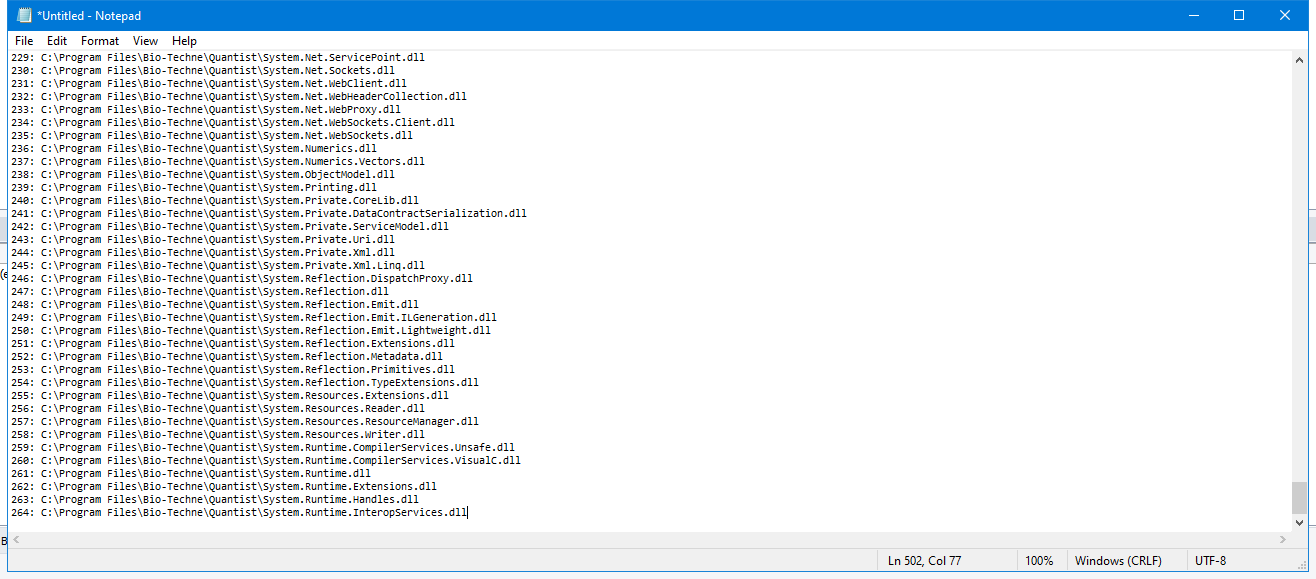 *Untitled - Notepad
File Edit Format View Help
229: C:\Program Files\Bio-Techne\Quantist\System.Net.ServicePoint.dll
230: C:\Program Files\Bio-Techne\Quantist\System.Net.Sockets.dll
231: C:\Program Files\Bio-Techne\Quantist\System.Net.WebClient.dll
232: C:\Program Files\Bio-Techne\Quantist\System.Net.WebHeaderCollection.dll
233: C:\Program Files\Bio-Techne\Quantist\System.Net.WebProxy.dll
234: C:\Program Files\Bio-Techne\Quantist\System.Net.WebSockets.Client.dll
235: C:\Program Files\Bio-Techne\Quantist\System.Net.WebSockets.dll
236: C:\Program Files\Bio-Techne\Quantist\System.Numerics.dll
237: C:\Program Files\Bio-Techne\Quantist\System.Numerics.Vectors.dll
238: C:\Program Files\Bio-Techne\Quantist\System.ObjectModel.dll
239: C:\Program Files\Bio-Techne\Quantist\System.Printing.dll
240: C:\Program Files\Bio-Techne\Quantist\System.Private.CoreLib.dll
241: C:\Program Files\Bio-Techne\Quantist\System.Private.DataContractSerialization.dll
242: C:\Program Files\Bio-Techne\Quantist\System.Private.ServiceModel.dll
243: C:\Program Files\Bio-Techne\Quantist\System.Private.Uri.dll
244: C:\Program Files\Bio-Techne\Quantist\System.Private.Xml.dll
245: C:\Program Files\Bio-Techne\Quantist\System.Private.Xml.Linq.dll
246: C:\Program Files\Bio-Techne\Quantist\System.Reflection.DispatchProxy.dll
247: C:\Program Files\Bio-Techne\Quantist\System.Reflection.dll
248: C:\Program Files\Bio-Techne\Quantist\System.Reflection.Emit.dll
249: C:\Program Files\Bio-Techne\Quantist\System.Reflection.Emit.ILGeneration.dll
250: C:\Program Files\Bio-Techne\Quantist\System.Reflection.Emit.Lightweight.dll
251: C:\Program Files\Bio-Techne\Quantist\System.Reflection.Extensions.dll
252: C:\Program Files\Bio-Techne\Quantist\System.Reflection.Metadata.dll
253: C:\Program Files\Bio-Techne\Quantist\System.Reflection.Primitives.dll
254: C:\Program Files\Bio-Techne\Quantist\System.Reflection.TypeExtensions.dll
255: C:\Program Files\Bio-Techne\Quantist\System.Resources.Extensions.dll
256: C:\Program Files\Bio-Techne\Quantist\System.Resources.Reader.dll
257: C:\Program Files\Bio-Techne\Quantist\System.Resources.ResourceManager.dll
258: C:\Program Files\Bio-Techne\Quantist\System.Resources.Writer.dll
259: C:\Program Files\Bio-Techne\Quantist\System.Runtime.CompilerServices.Unsafe.dll
260: C:\Program Files\Bio-Techne\Quantist\System.Runtime.CompilerServices.VisualC.dll
261: C:\Program Files\Bio-Techne\Quantist\System.Runtime.dll
262: C:\Program Files\Bio-Techne\Quantist\System.Runtime.Extensions.dll
263: C:\Program Files\Bio-Techne\Quantist\System.Runtime.Handles.dll
264: C:\Program Files\Bio-Techne\Quantist\System.Runtime.InteropServices.dll
Ln 502, Col 77 100% Windows (CRLF) UTF-8